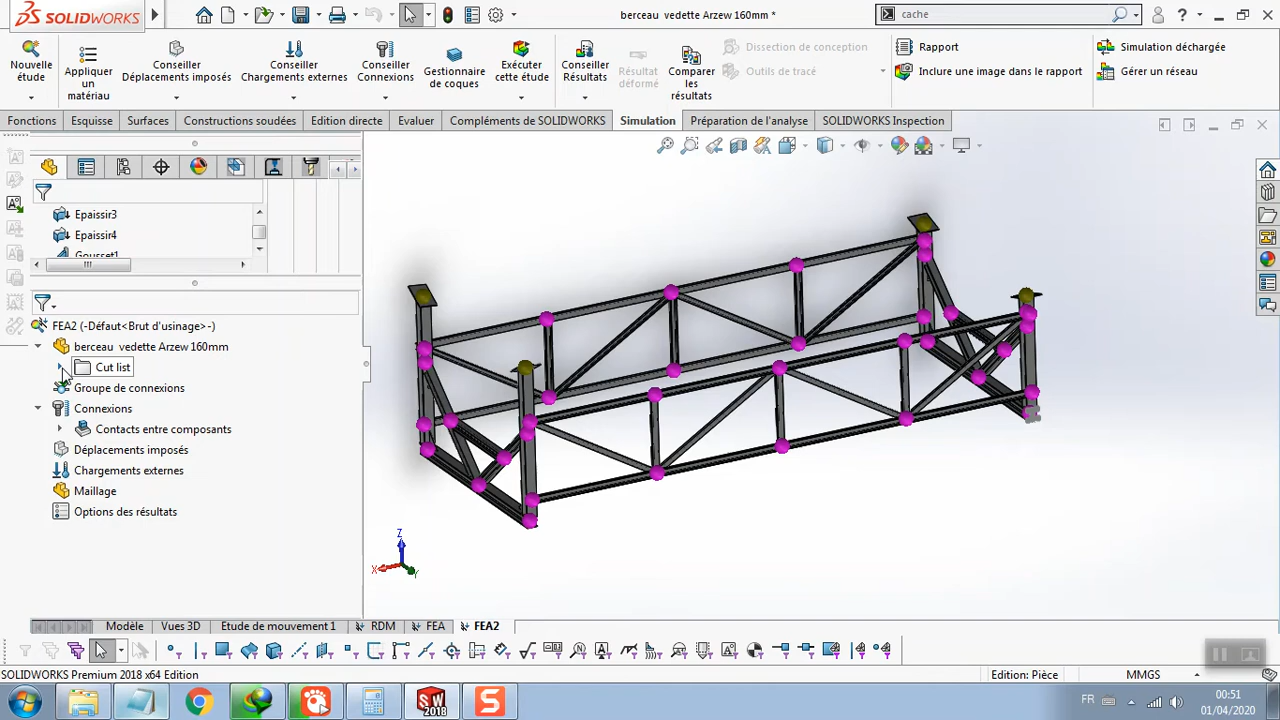 SOLIDWORKS
berceau  vedette Arzew 160mm *
cache
Nouvelle étude
Appliquer un matériau
Conseiller Déplacements imposés
Conseiller Chargements externes
Conseiller Connexions
Gestionnaire de coques
Exécuter cette étude
Conseiller Résultats
Résultat déformé
Comparer les résultats
Dissection de conception
Outils de tracé
Rapport
Inclure une image dans le rapport
Simulation déchargée
Gérer un réseau
Fonctions
Esquisse
Surfaces
Constructions soudées
Edition directe
Evaluer
Compléments de SOLIDWORKS
Simulation
Préparation de l'analyse
SOLIDWORKS Inspection
Epaissir3
Epaissir4
Gousset1
FEA2 (-Défaut<Brut d'usinage>-)
berceau  vedette Arzew 160mm
Cut list
Groupe de connexions
Connexions
Contacts entre composants
Déplacements imposés
Chargements externes
Maillage
Options des résultats
Z
X
Y
Modèle
Vues 3D
Etude de mouvement 1
RDM
FEA
FEA2
SOLIDWORKS Premium 2018 x64 Edition
Edition: Pièce
MMGS
SW
2018
S
FR
00:51
01/04/2020